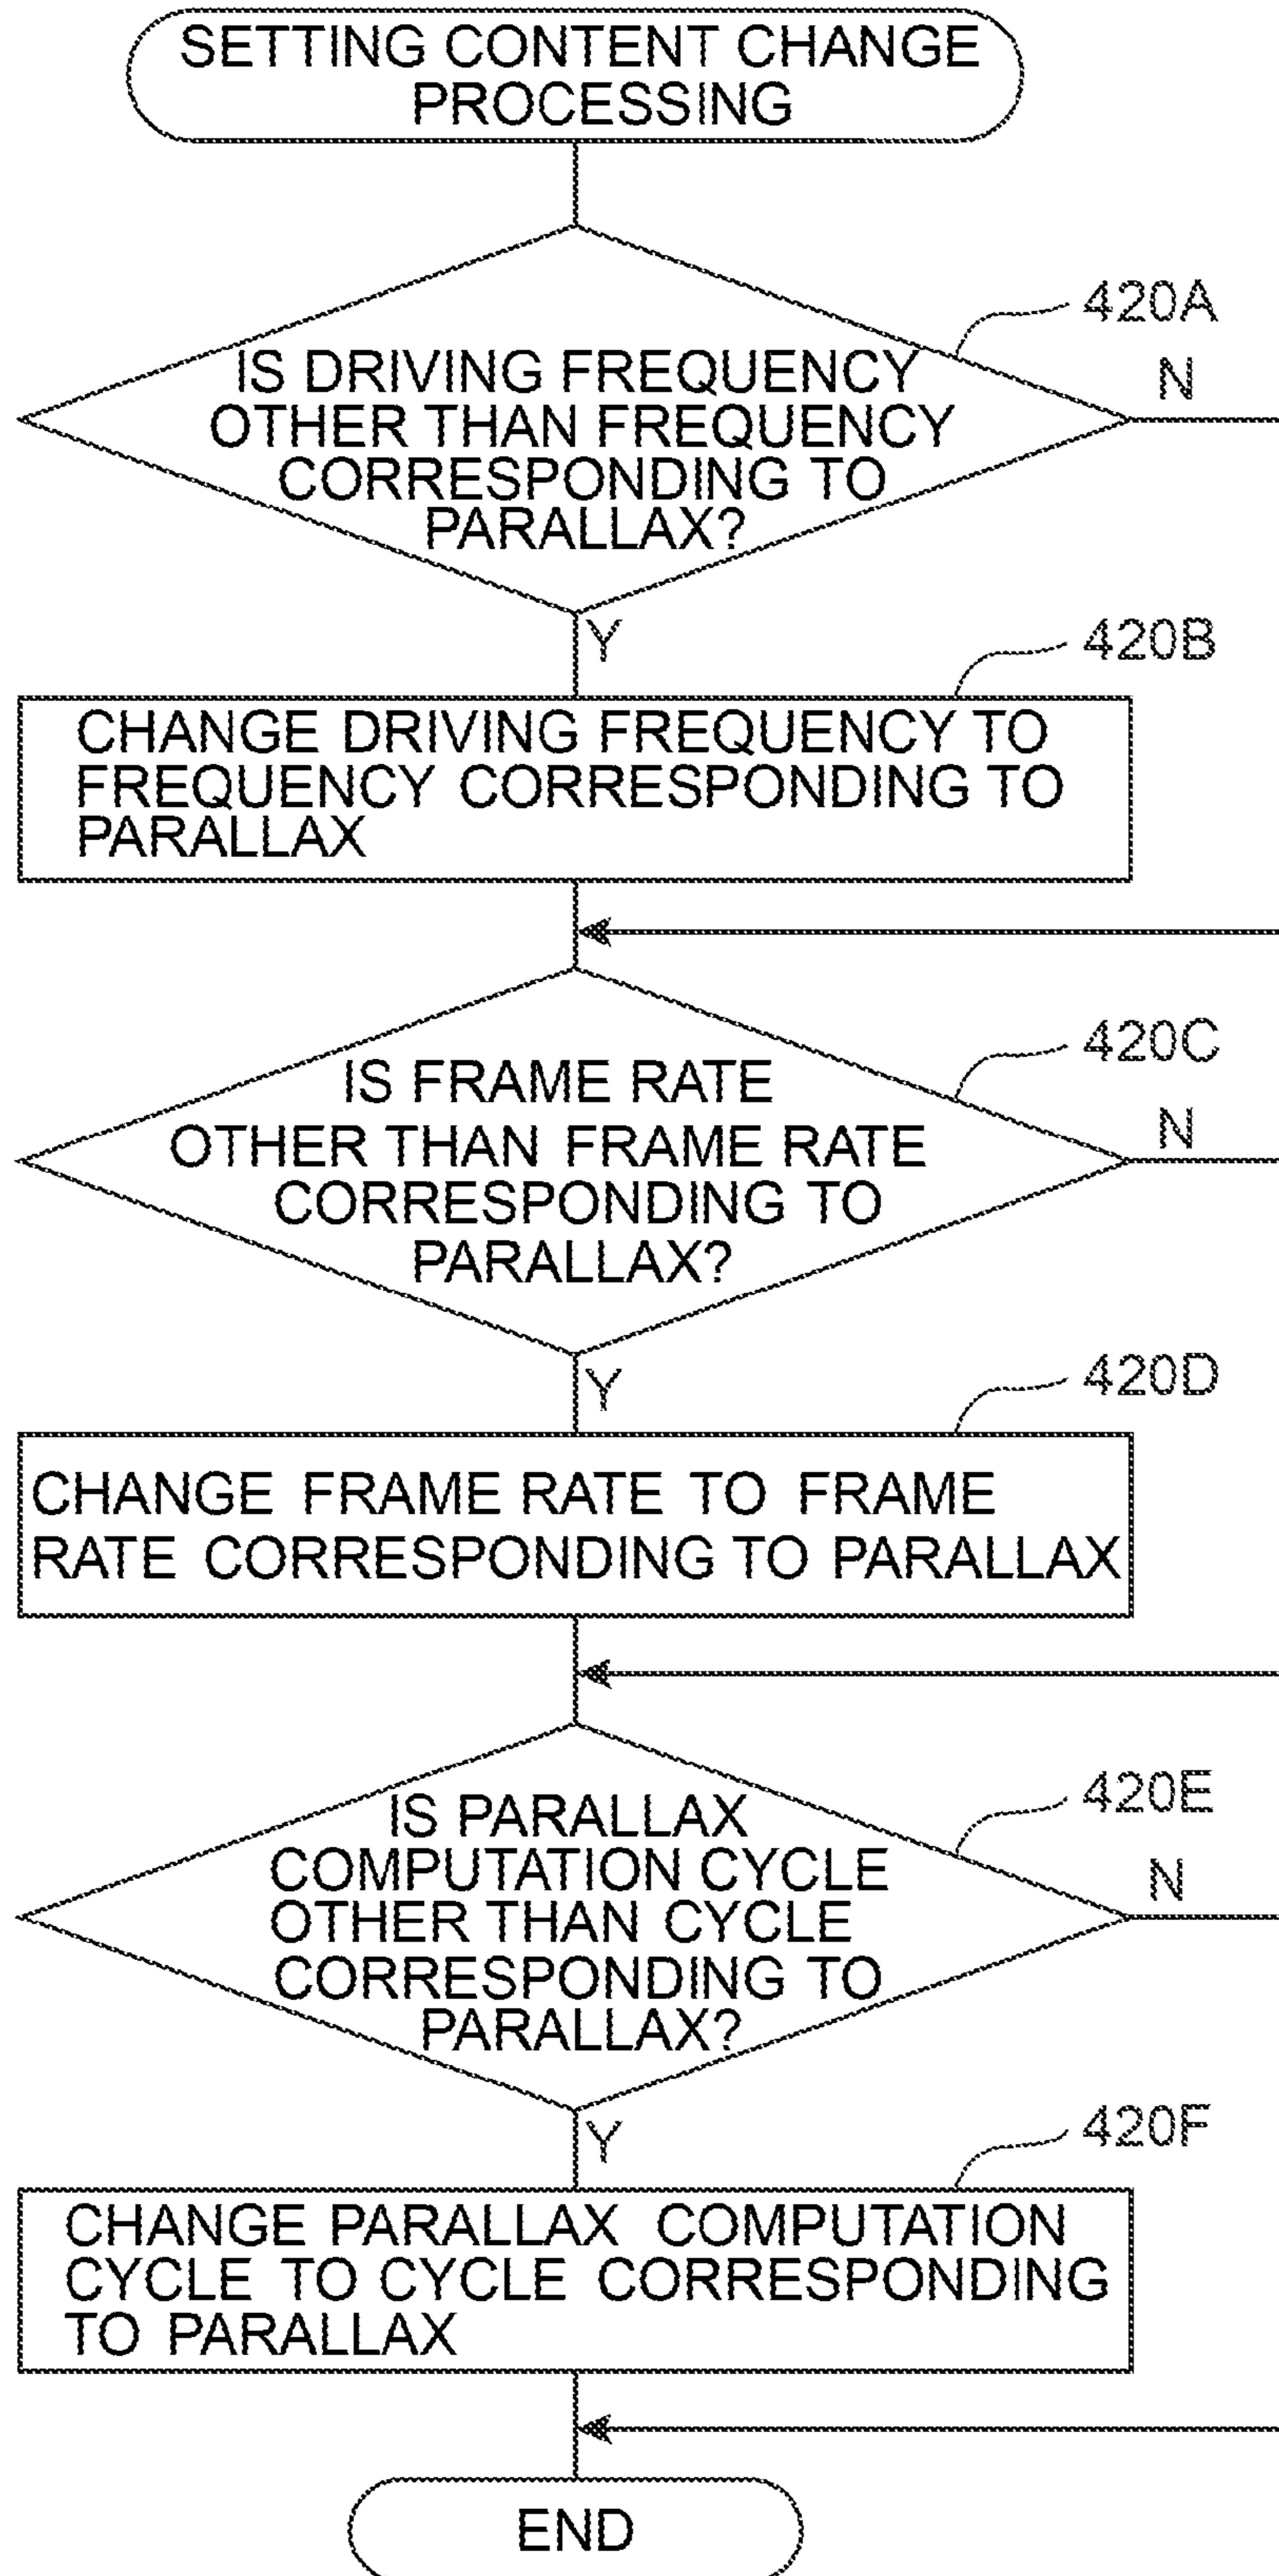 SETTING CONTENT CHANGE
PROCESSING
420A
IS DRIVING FREQUENCY
OTHER THAN FREQUENCY
CORRESPONDING TO
PARALLAX?
N
Y
420B
CHANGE DRIVING FREQUENCY TO
FREQUENCY CORRESPONDING TO
PARALLAX
420C
IS FRAME RATE
OTHER THAN FRAME RATE
CORRESPONDING TO
PARALLAX?
N
Y
420D
CHANGE FRAME RATE TO FRAME
RATE CORRESPONDING TO PARALLAX
420E
IS PARALLAX
COMPUTATION CYCLE
OTHER THAN CYCLE
CORRESPONDING TO
PARALLAX?
N
Y
420F
CHANGE PARALLAX COMPUTATION
CYCLE TO CYCLE CORRESPONDING
TO PARALLAX
END